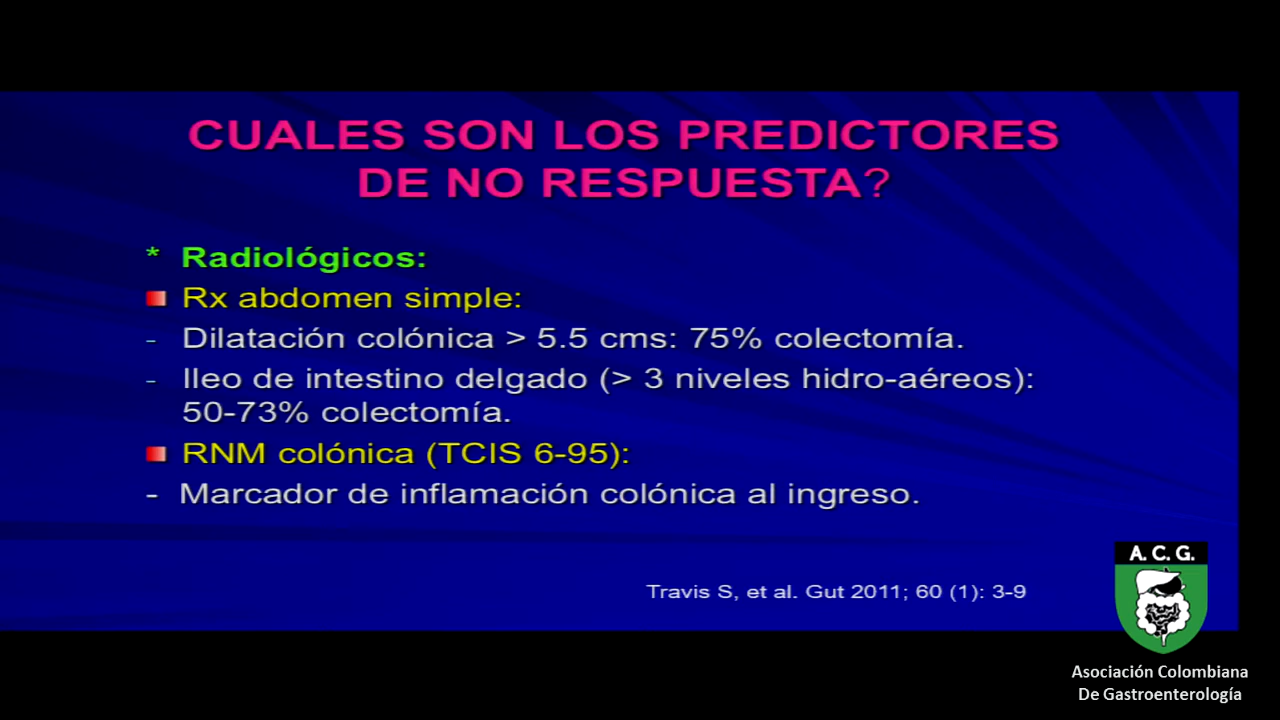 CUALES SON LOS PREDICTORES
DE NO RESPUESTA?
* Radiológicos:
Rx abdomen simple:
- Dilatación colónica > 5.5 cms: 75% colectomía.
- Ileo de intestino delgado (> 3 niveles hidro-aéreos):
50-73% colectomía.
RNM colónica (TCIS 6-95):
- Marcador de inflamación colónica al ingreso.
Travis S, et al. Gut 2011; 60 (1): 3-9
A. C. G.
Asociación Colombiana
De Gastroenterología